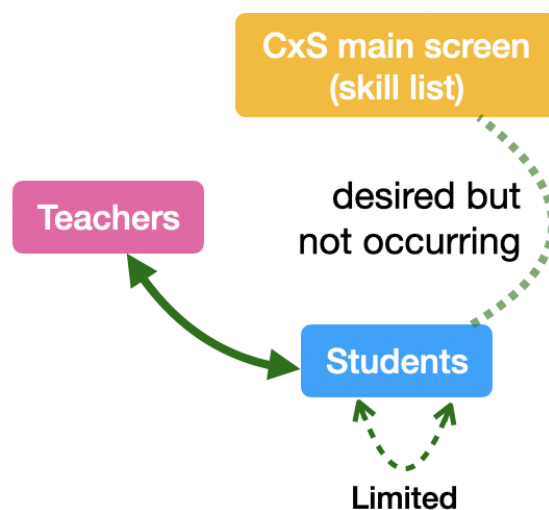 CxS main screen
(skill list)
desired but
not occurring
Teachers
Students
Limited